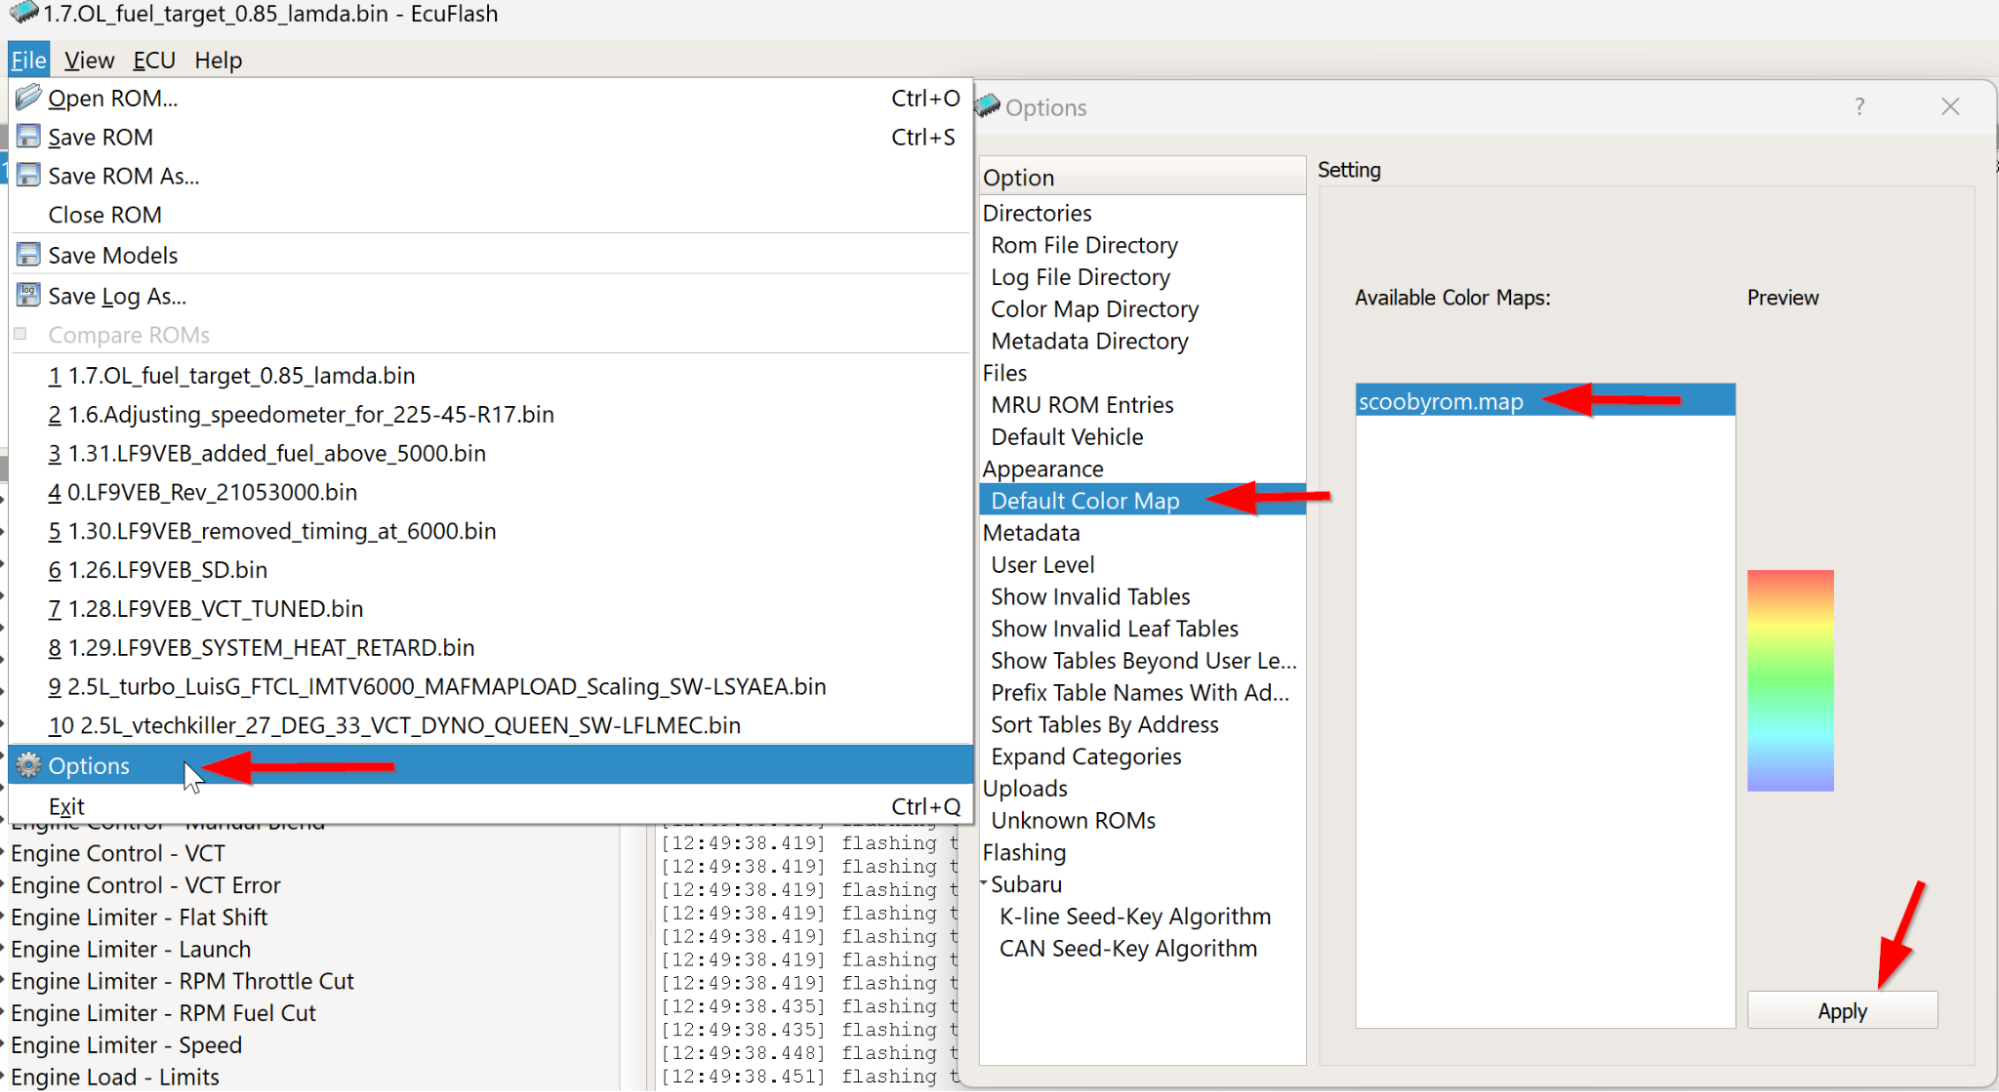 1.7.OL_fuel_target_0.85_lamda.bin - EcuFlash
File View ECU Help
Open ROM... Ctrl+O
Save ROM Ctrl+S
Save ROM As...
Close ROM
Save Models
Save Log As...
Compare ROMs
1 1.7.OL_fuel_target_0.85_lamda.bin
2 1.6.Adjusting_speedometer_for_225-45-R17.bin
3 1.31.LF9VEB_added_fuel_above_5000.bin
4 0.LF9VEB_Rev_21053000.bin
5 1.30.LF9VEB_removed_timing_at_6000.bin
6 1.26.LF9VEB_SD.bin
7 1.28.LF9VEB_VCT_TUNED.bin
8 1.29.LF9VEB_SYSTEM_HEAT_RETARD.bin
9 2.5L_turbo_LuisG_FTCL_IMTV6000_MAFMAPLOAD_Scaling_SW-LSYAEA.bin
10 2.5L_vtechkiller_27_DEG_33_VCT_DYNO_QUEEN_SW-LFLMEC.bin
Options
Exit Ctrl+Q
Engine Control - Manual Blend
Engine Control - VCT
Engine Control - VCT Error
Engine Limiter - Flat Shift
Engine Limiter - Launch
Engine Limiter - RPM Throttle Cut
Engine Limiter - RPM Fuel Cut
Engine Limiter - Speed
Engine Load - Limits
[12:49:38.419] flashing t
[12:49:38.419] flashing t
[12:49:38.419] flashing t
[12:49:38.419] flashing t
[12:49:38.419] flashing t
[12:49:38.419] flashing t
[12:49:38.419] flashing t
[12:49:38.419] flashing t
[12:49:38.435] flashing t
[12:49:38.435] flashing t
[12:49:38.448] flashing t
[12:49:38.451] flashing t
Options ?
Option
Directories
Rom File Directory
Log File Directory
Color Map Directory
Metadata Directory
Files
MRU ROM Entries
Default Vehicle
Appearance
Default Color Map
Metadata
User Level
Show Invalid Tables
Show Invalid Leaf Tables
Show Tables Beyond User Le...
Prefix Table Names With Ad...
Sort Tables By Address
Expand Categories
Uploads
Unknown ROMs
Flashing
Subaru
K-line Seed-Key Algorithm
CAN Seed-Key Algorithm
Setting
Available Color Maps:
Preview
scoobyrom.map
Apply